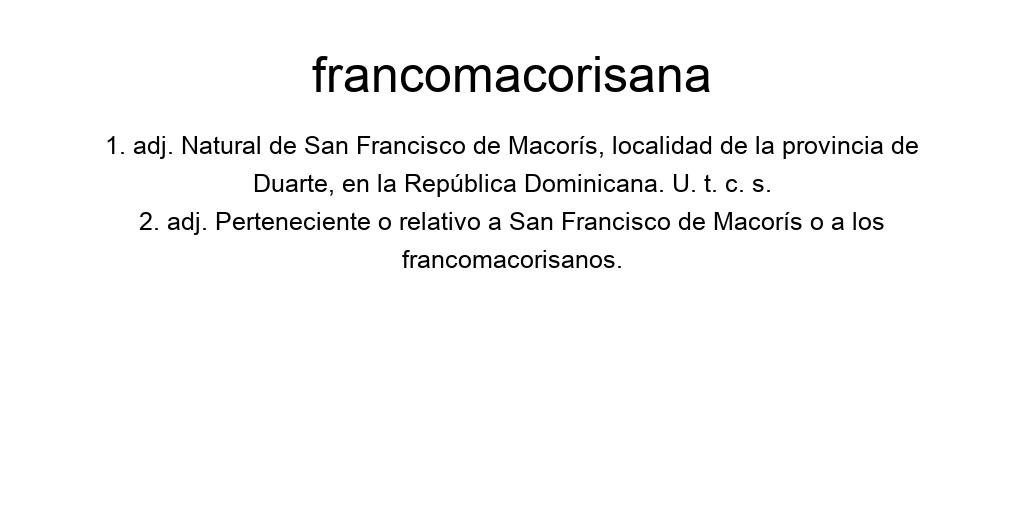 francomacorisana
1. adj. Natural de San Francisco de Macorís, localidad de la provincia de
Duarte, en la República Dominicana. U. t. c. s.
2. adj. Perteneciente o relativo a San Francisco de Macorís o a los
francomacorisanos.